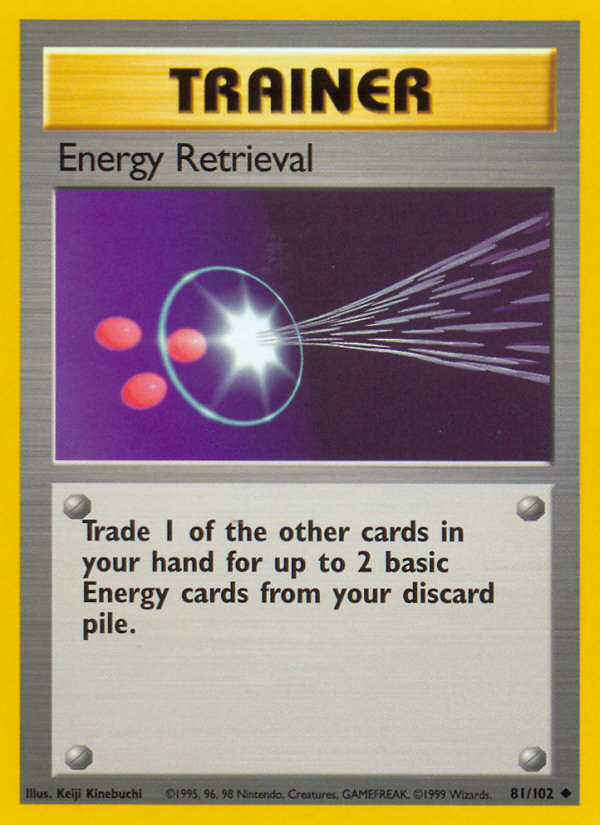 TRAINER
Energy Retrieval
Trade 1 of the other cards in
your hand for up to 2 basic
Energy cards from your discard
pile.
Illus. Keiji Kinebuchi ©1995, 96, 98 Nintendo, Creatures, GAMEFREAK. ©1999 Wizards. 81/102 ◆